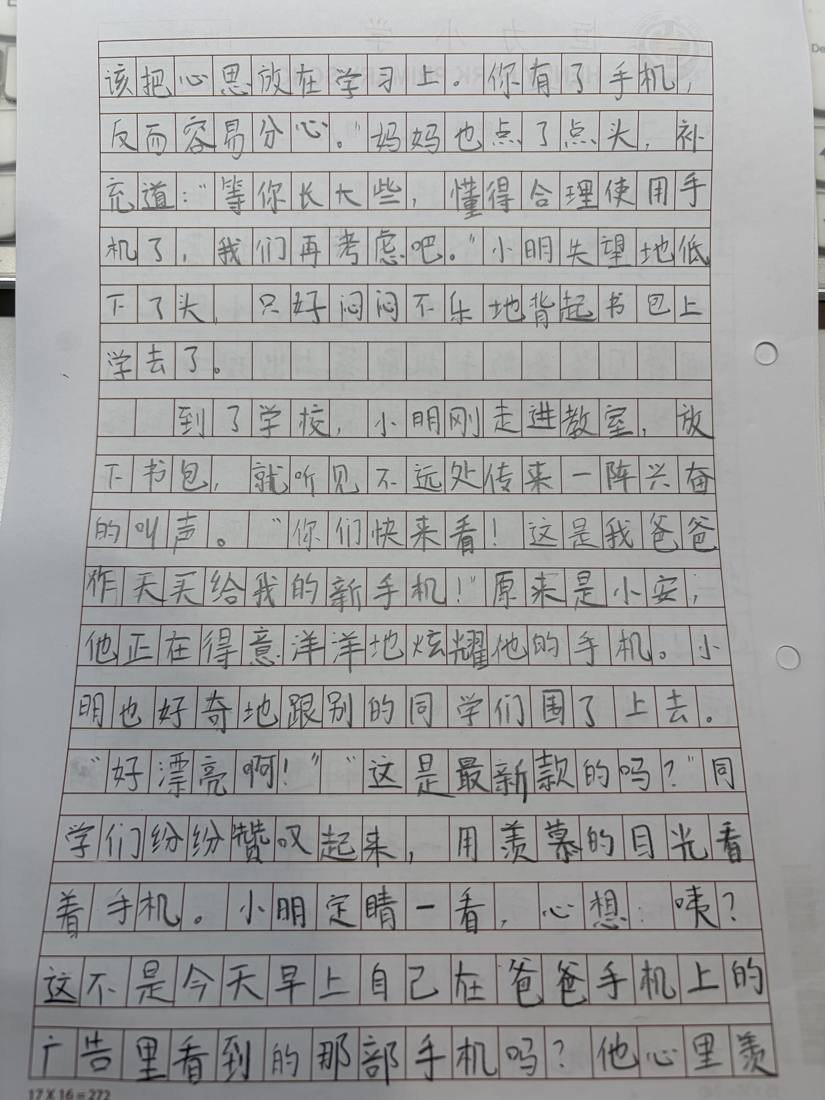 该把心思放在学习上。你有了手机，
反而容易分心。"妈妈也点了点头，补
充道："等你长大些，懂得合理使用手
机了，我们再考虑吧。"小明失望地低
下了头，只好闷闷不乐地背起书包上
学去了。
到了学校，小明刚走进教室，放
下书包，就听见不远处传来一阵兴奋
的叫声。"你们快来看！这是我爸爸
昨天买给我的新手机！"原来是小安，
他正在得意洋洋地炫耀他的手机。小
明也好奇地跟别的同学们围了上去。
"好漂亮啊！""这是最新款的吗？"同
学们纷纷赞叹起来，用羡慕的目光看
着手机。小明定睛一看，心想：咦？
这不是今天早上自己在爸爸手机上的
广告里看到的那部手机吗？他心里羡
17 X 16 = 272